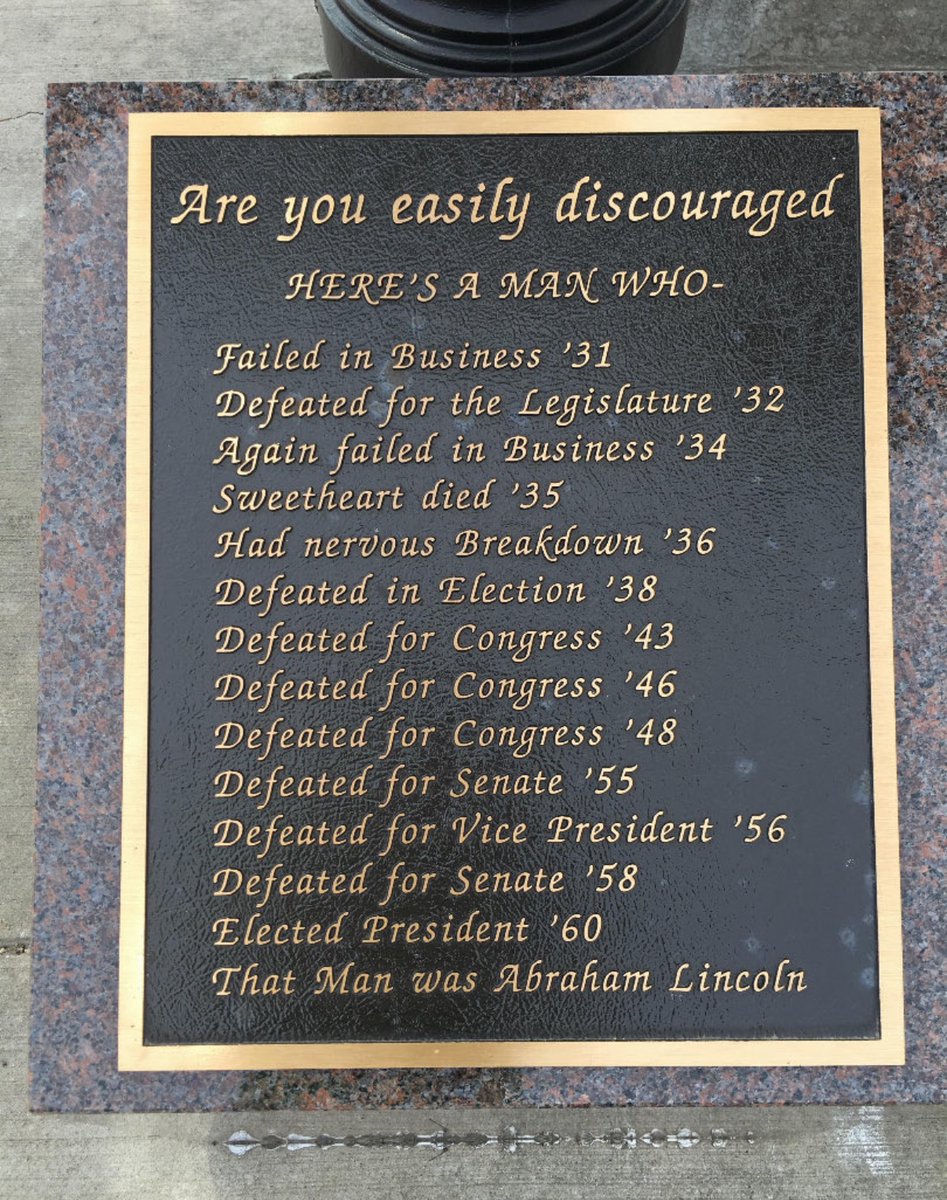 Are you easily discouraged
HERE'S A MAN WHO-
Failed in Business '31
Defeated for the Legislature '32
Again failed in Business '34
Sweetheart died '35
Had nervous Breakdown '36
Defeated in Election '38
Defeated for Congress '43
Defeated for Congress '46
Defeated for Congress '48
Defeated for Senate '55
Defeated for Vice President '56
Defeated for Senate '58
Elected President '60
That Man was Abraham Lincoln